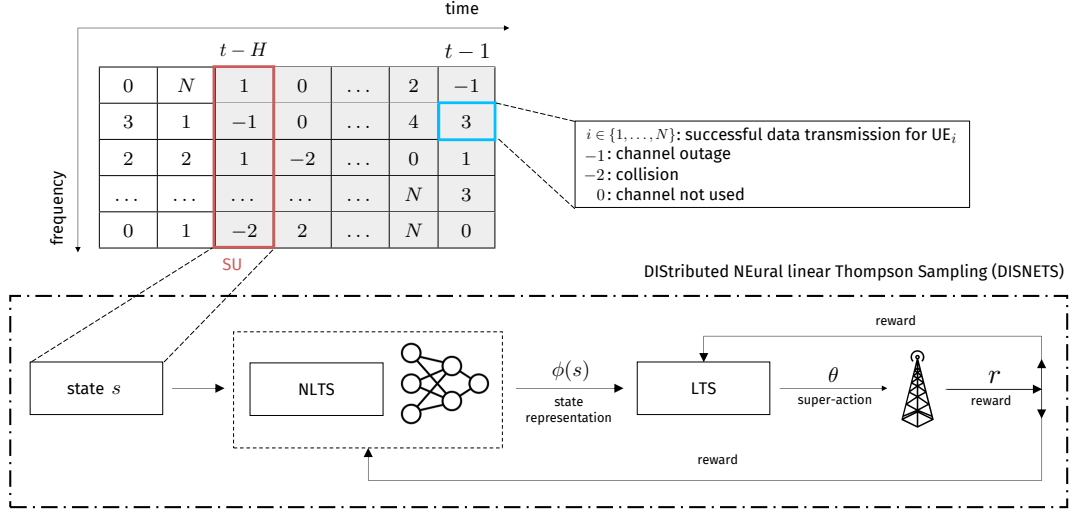 time
t − H t − 1
0 N 1 0 ... 2 −1
3 1 −1 0 ... 4 3
2 2 1 −2 ... 0 1
... ... ... ... ... N 3
0 1 −2 2 ... N 0
frequency
SU
i ∈ {1, ..., N}: successful data transmission for UE_i
−1: channel outage
−2: collision
0: channel not used
DIStributed NEural linear Thompson Sampling (DISNETS)
state s
NLTS
ϕ(s)
state
representation
LTS
θ
super-action
r
reward
reward
reward